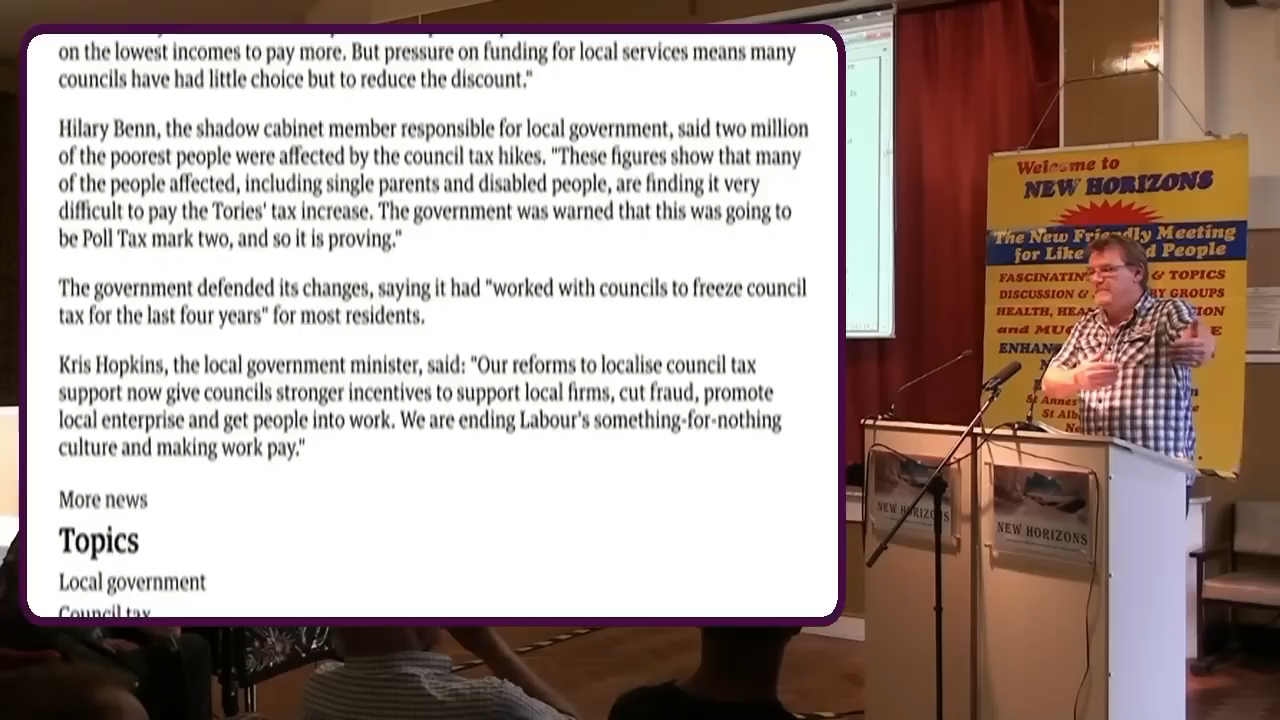 on the lowest incomes to pay more. But pressure on funding for local services means many
councils have had little choice but to reduce the discount."
Hilary Benn, the shadow cabinet member responsible for local government, said two million
of the poorest people were affected by the council tax hikes. "These figures show that many
of the people affected, including single parents and disabled people, are finding it very
difficult to pay the Tories' tax increase. The government was warned that this was going to
be Poll Tax mark two, and so it is proving."
The government defended its changes, saying it had "worked with councils to freeze council
tax for the last four years" for most residents.
Kris Hopkins, the local government minister, said: "Our reforms to localise council tax
support now give councils stronger incentives to support local firms, cut fraud, promote
local enterprise and get people into work. We are ending Labour's something-for-nothing
culture and making work pay."
More news
Topics
Local government
Council tax
Welcome to
NEW HORIZONS
The New Friendly Meeting
for Like People
FASCINATING & TOPICS
DISCUSSION & GROUPS
HEALTH,
and
St Annes
NEW HORIZONS
NEW HORIZONS